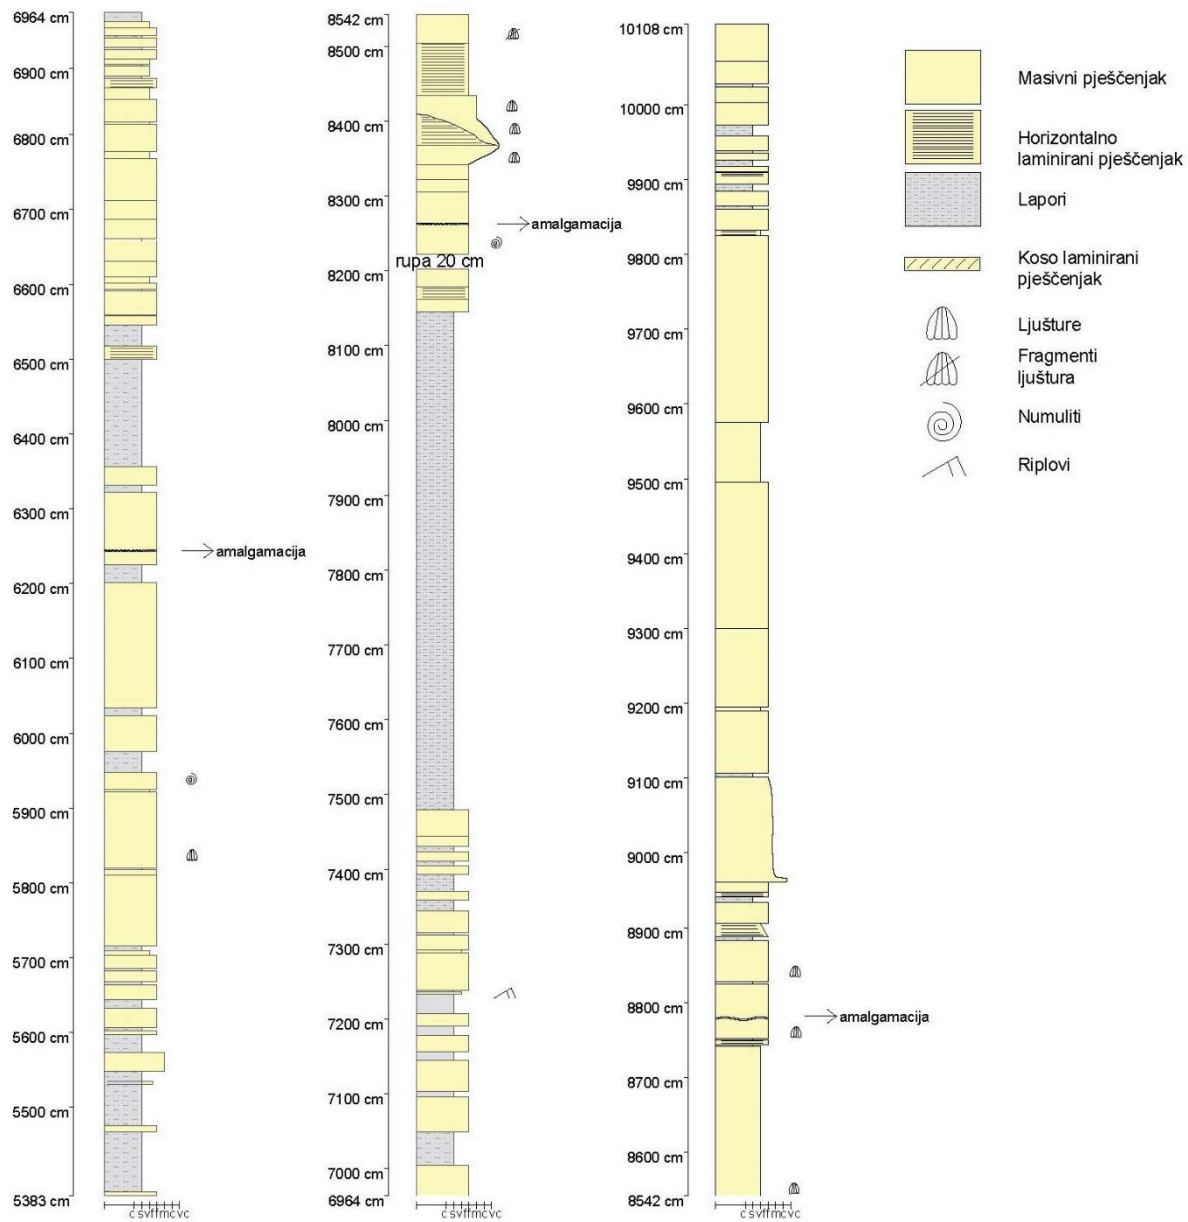 6964 cm
6900 cm
6800 cm
6700 cm
6600 cm
6500 cm
6400 cm
6300 cm
amalgamacija
6200 cm
6100 cm
6000 cm
5900 cm
5800 cm
5700 cm
5600 cm
5500 cm
5383 cm
c svffmcvc
8542 cm
8500 cm
8400 cm
8300 cm
amalgamacija
rupa 20 cm
8200 cm
8100 cm
8000 cm
7900 cm
7800 cm
7700 cm
7600 cm
7500 cm
7400 cm
7300 cm
7200 cm
7100 cm
7000 cm
6964 cm
c svffmcvc
10108 cm
10000 cm
9900 cm
9800 cm
9700 cm
9600 cm
9500 cm
9400 cm
9300 cm
9200 cm
9100 cm
9000 cm
8900 cm
8800 cm
amalgamacija
8700 cm
8600 cm
8542 cm
c svffmcvc
Masivni pješčenjak
Horizontalno
laminirani pješčenjak
Lapori
Koso laminirani
pješčenjak
Ljušture
Fragmenti
ljuštura
Numuliti
Riplovi